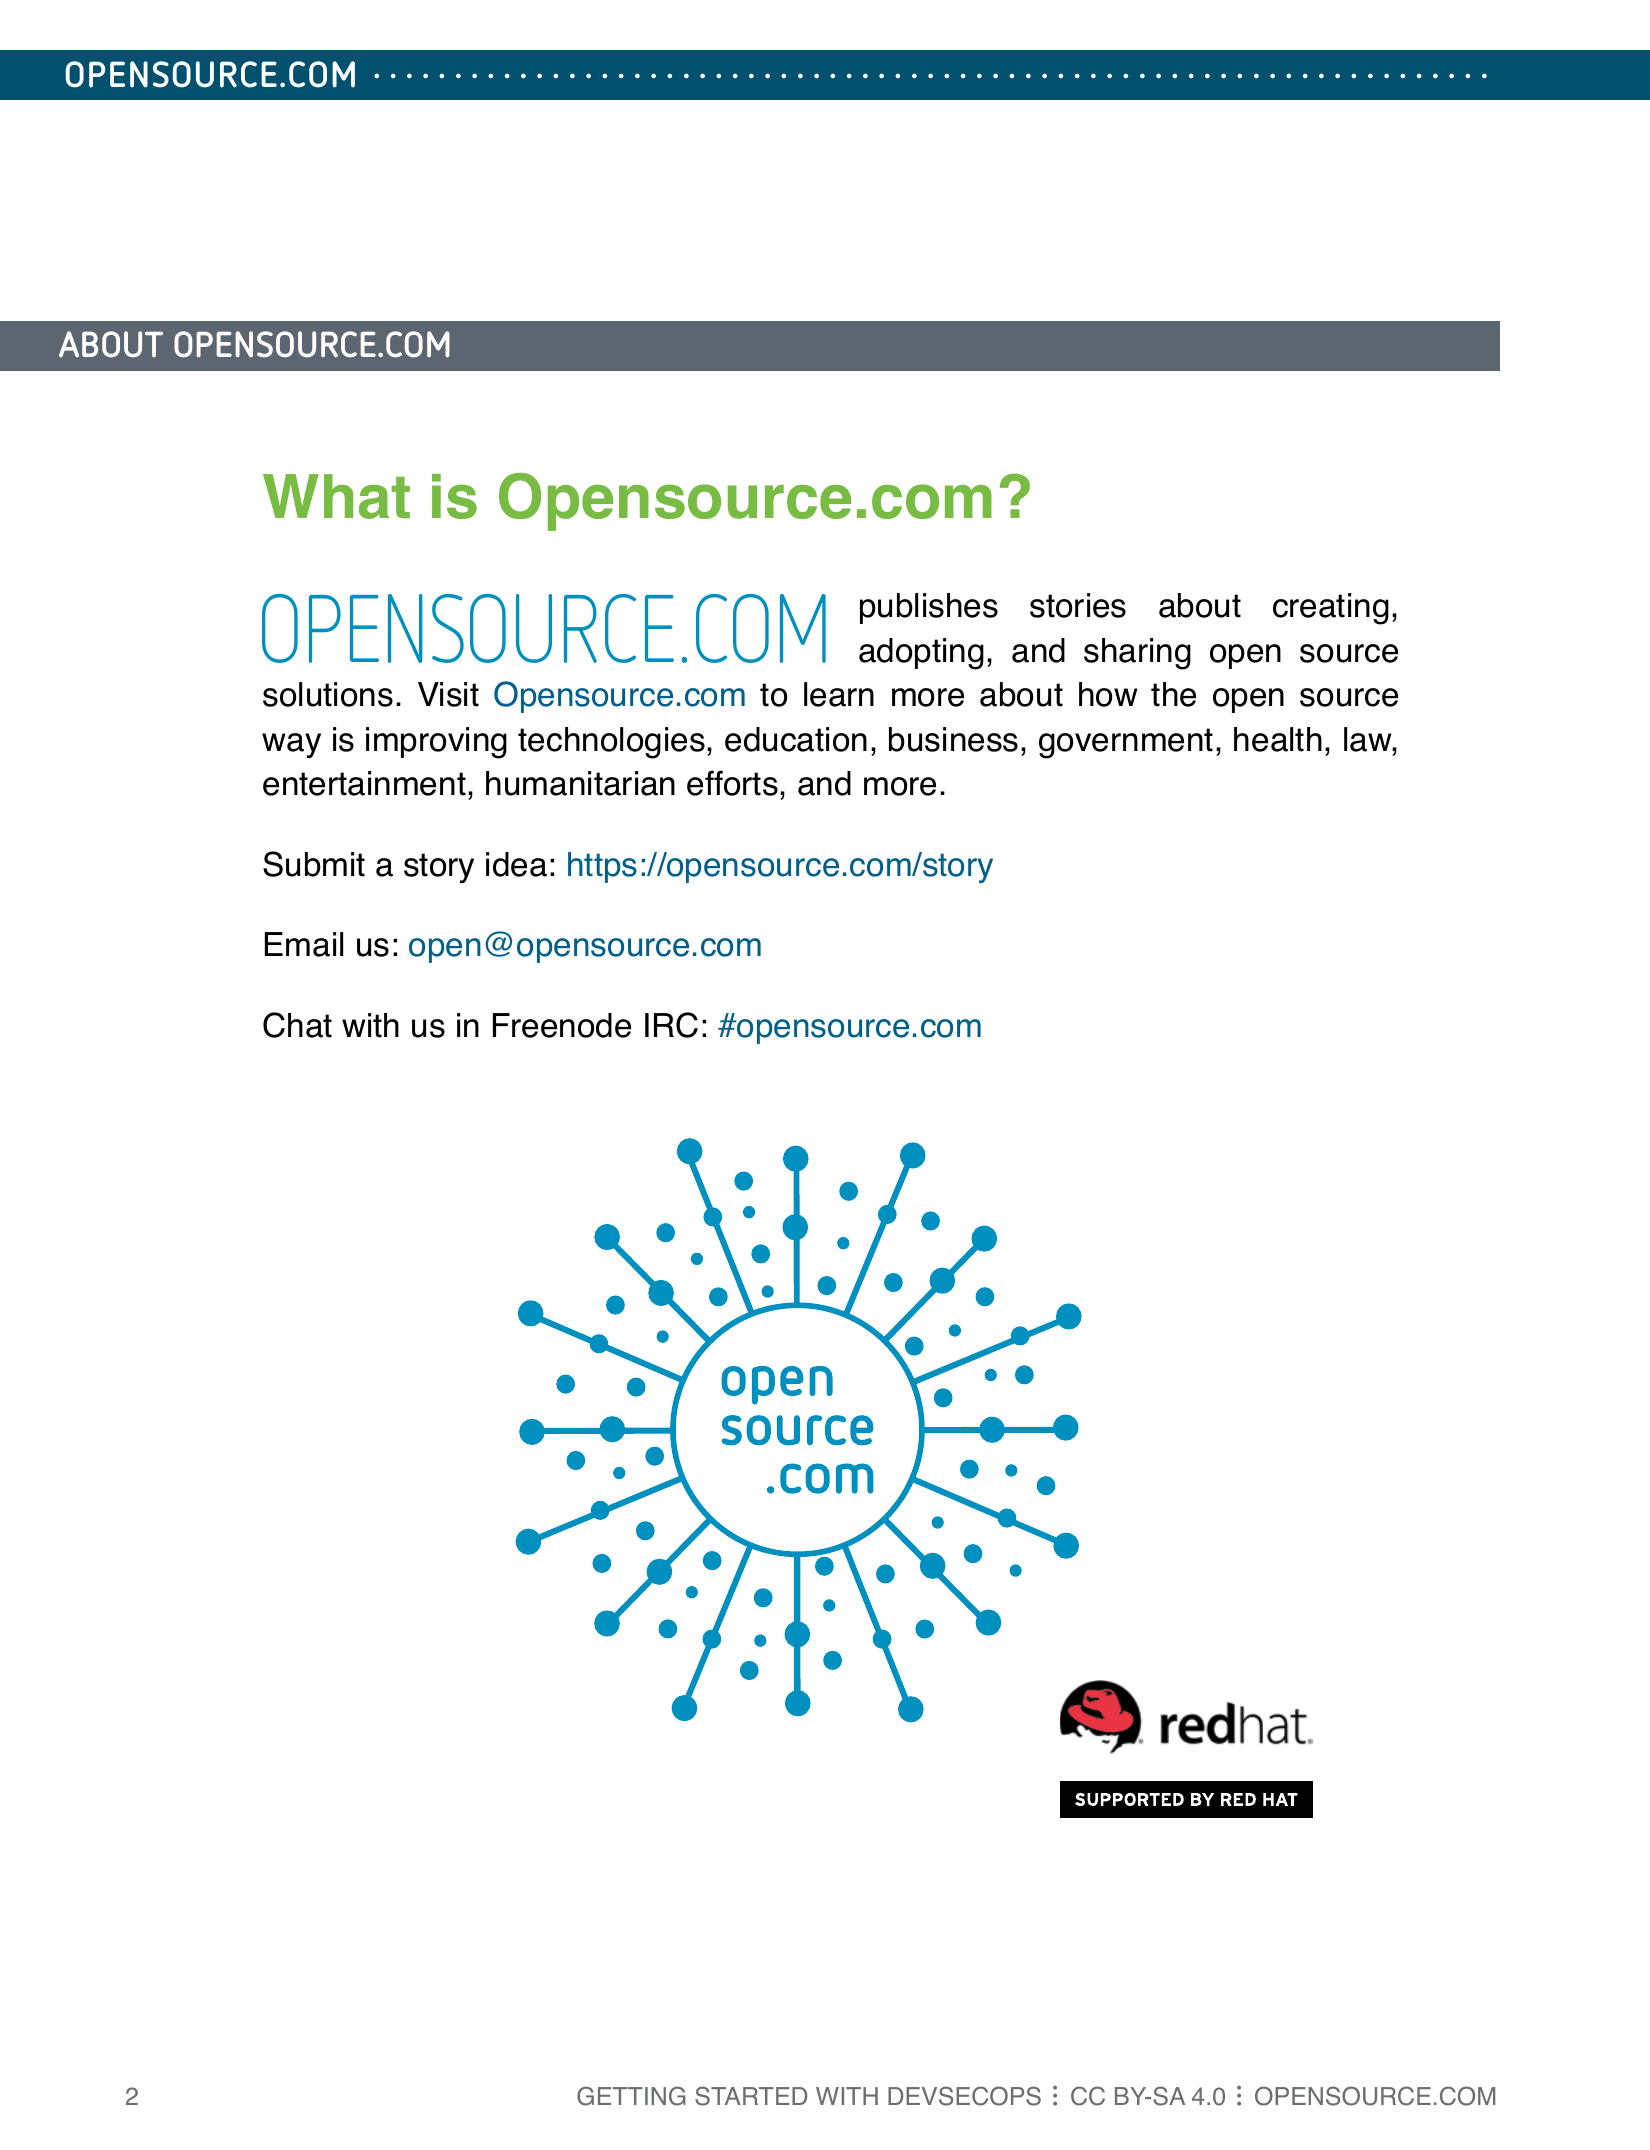 OPENSOURCE.COM
ABOUT OPENSOURCE.COM
What is Opensource.com?
OPENSOURCE.COM publishes stories about creating,
adopting, and sharing open source
solutions. Visit Opensource.com to learn more about how the open source
way is improving technologies, education, business, government, health, law,
entertainment, humanitarian efforts, and more.
Submit a story idea: https://opensource.com/story
Email us: open@opensource.com
Chat with us in Freenode IRC: #opensource.com
open
source
.com
redhat.
SUPPORTED BY RED HAT
2 GETTING STARTED WITH DEVSECOPS ⋮ CC BY-SA 4.0 ⋮ OPENSOURCE.COM